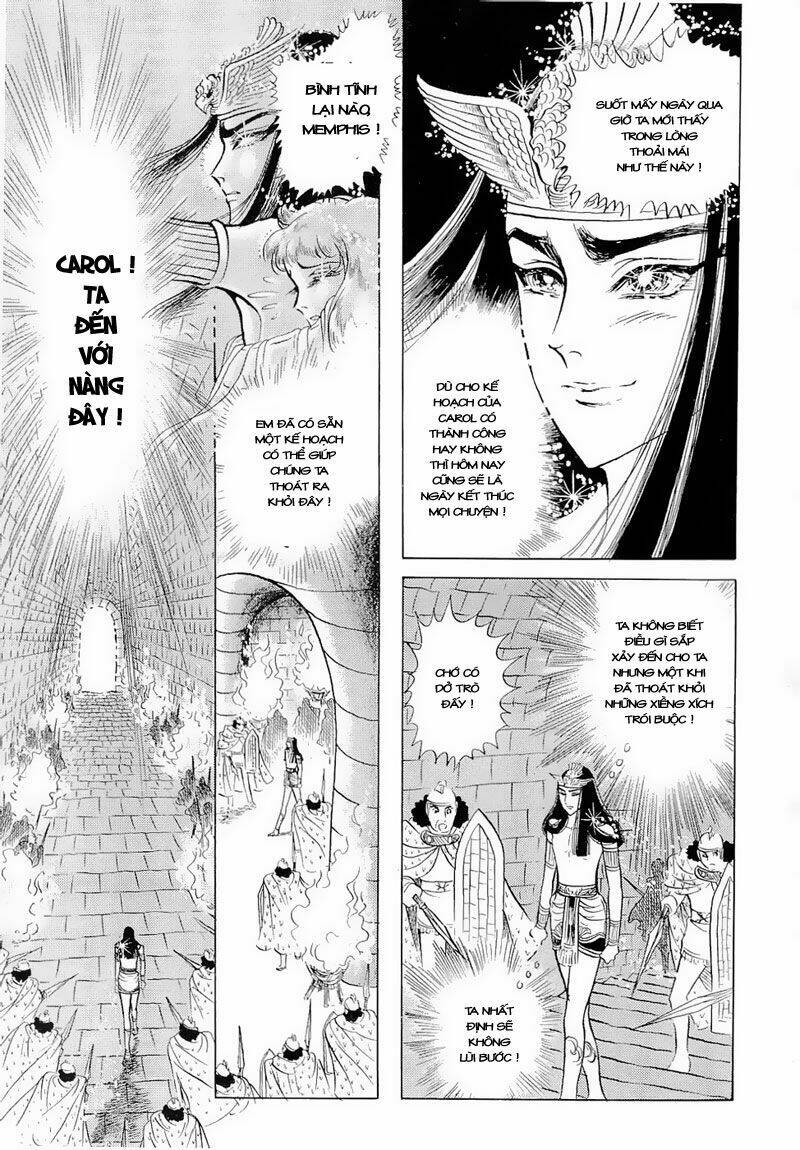 SUỐT MẤY NGÀY QUA
GIỜ TA MỚI THẤY
TRONG LÒNG
THOẢI MÁI
NHƯ THẾ NÀY !
DÙ CHO KẾ
HOẠCH CỦA
CAROL CÓ
THÀNH CÔNG
HAY KHÔNG
THÌ HÔM NAY
CŨNG SẼ LÀ
NGÀY KẾT THÚC
MỌI CHUYỆN !
TA KHÔNG BIẾT
ĐIỀU GÌ SẮP
XẢY ĐẾN CHO TA
NHƯNG MỘT KHI
ĐÃ THOÁT KHỎI
NHỮNG XIỀNG XÍCH
TRÓI BUỘC !
CHỚ CÓ
DỞ TRÒ
ĐẤY !
TA NHẤT
ĐỊNH SẼ
KHÔNG
LÙI BƯỚC !
BÌNH TĨNH
LẠI NÀO,
MEMPHIS !
EM ĐÃ CÓ SẴN
MỘT KẾ HOẠCH
CÓ THỂ GIÚP
CHÚNG TA
THOÁT RA
KHỎI ĐÂY !
CAROL !
TA
ĐẾN
VỚI
NÀNG
ĐÂY !